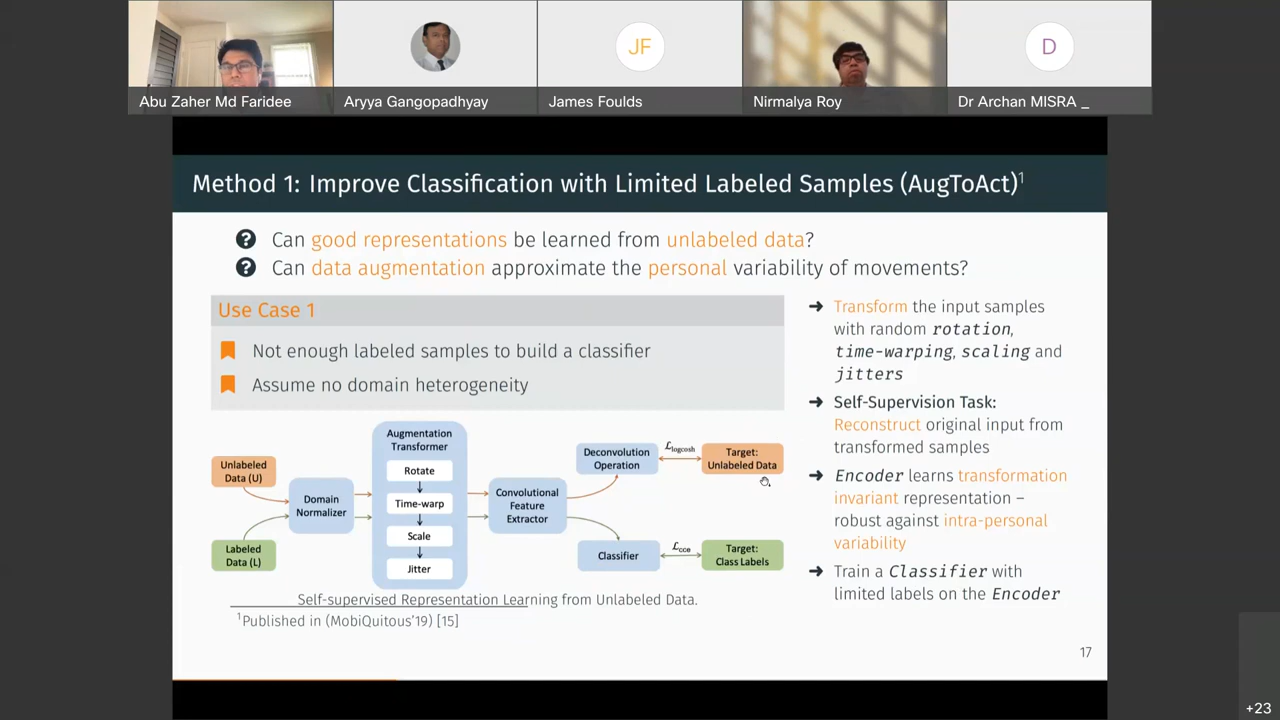 JF
D
Abu Zaher Md Faridee
Aryya Gangopadhyay
James Foulds
Nirmalya Roy
Dr Archan MISRA _
Method 1: Improve Classification with Limited Labeled Samples (AugToAct)¹
? Can good representations be learned from unlabeled data?
? Can data augmentation approximate the personal variability of movements?
Use Case 1
Not enough labeled samples to build a classifier
Assume no domain heterogeneity
Unlabeled
Data (U)
Labeled
Data (L)
Domain
Normalizer
Augmentation
Transformer
Rotate
Time-warp
Scale
Jitter
Convolutional
Feature
Extractor
Deconvolution
Operation
ℒlogcosh
Target:
Unlabeled Data
Classifier
ℒcce
Target:
Class Labels
Self-supervised Representation Learning from Unlabeled Data.
¹Published in (MobiQuitous'19) [15]
➜ Transform the input samples
with random rotation,
time-warping, scaling and
jitters
➜ Self-Supervision Task:
Reconstruct original input from
transformed samples
➜ Encoder learns transformation
invariant representation –
robust against intra-personal
variability
➜ Train a Classifier with
limited labels on the Encoder
17
+23